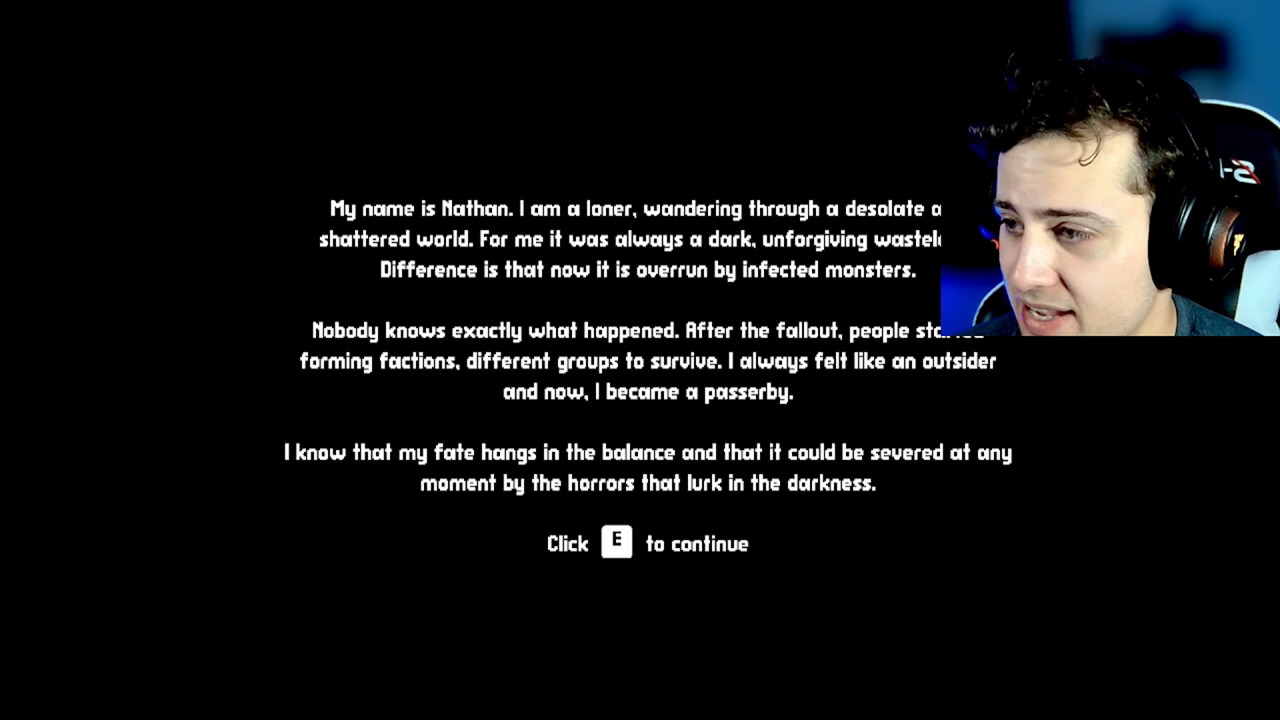 My name is Nathan. I am a loner, wandering through a desolate
shattered world. For me it was always a dark, unforgiving
Difference is that now it is overrun by infected monsters.
Nobody knows exactly what happened. After the fallout, people
forming factions, different groups to survive. I always felt like an outsider
and now, I became a passerby.
I know that my fate hangs in the balance and that it could be severed at any
moment by the horrors that lurk in the darkness.
Click E to continue